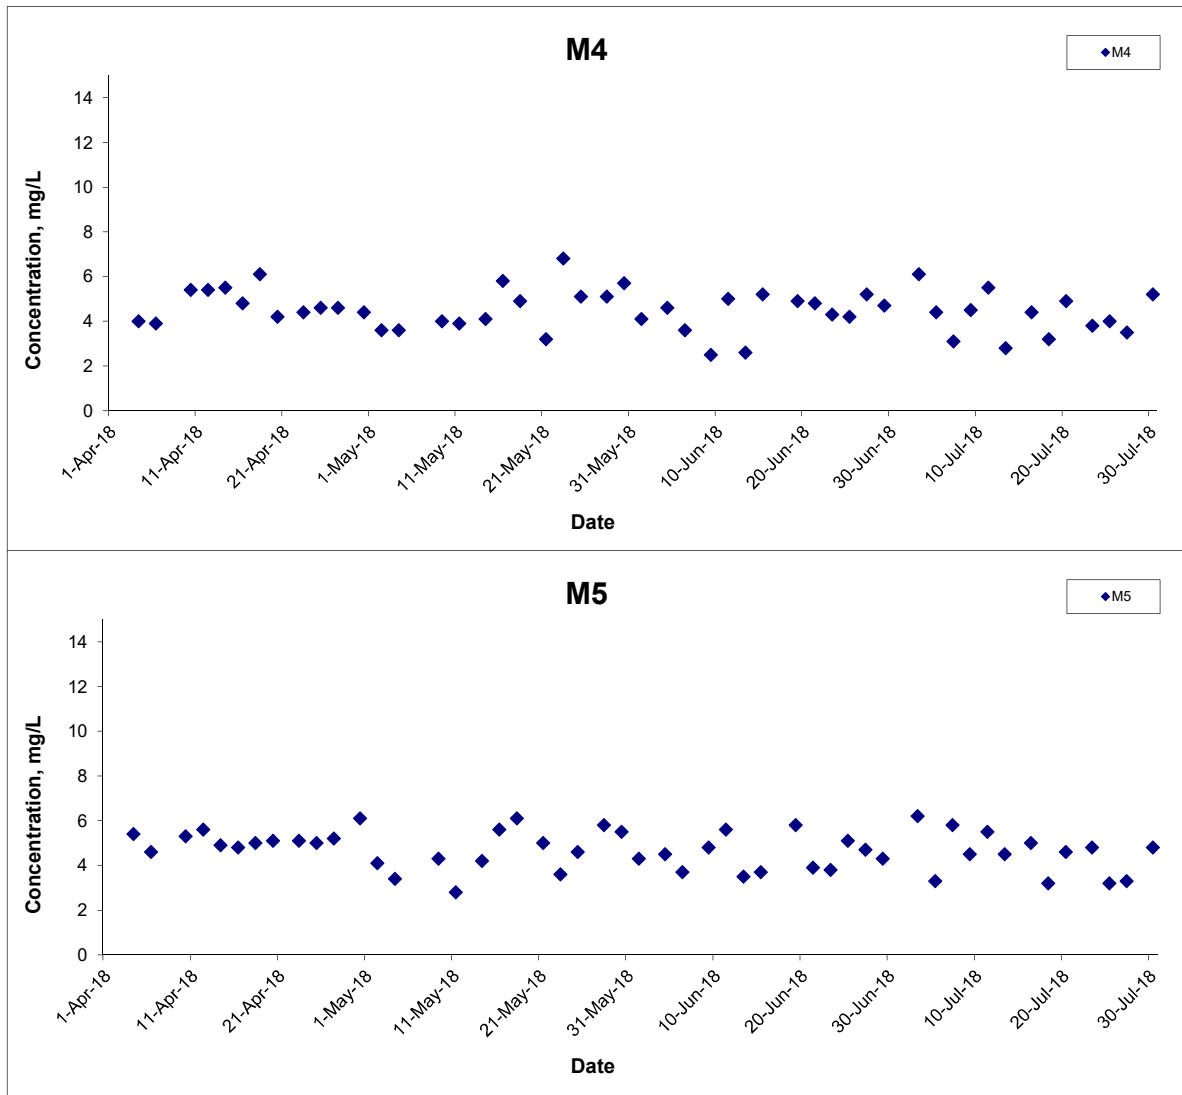 M4
M4
14
12
10
8
6
4
2
0
Concentration, mg/L
1-Apr-18
11-Apr-18
21-Apr-18
1-May-18
11-May-18
21-May-18
31-May-18
10-Jun-18
20-Jun-18
30-Jun-18
10-Jul-18
20-Jul-18
30-Jul-18
Date
M5
M5
14
12
10
8
6
4
2
0
Concentration, mg/L
1-Apr-18
11-Apr-18
21-Apr-18
1-May-18
11-May-18
21-May-18
31-May-18
10-Jun-18
20-Jun-18
30-Jun-18
10-Jul-18
20-Jul-18
30-Jul-18
Date